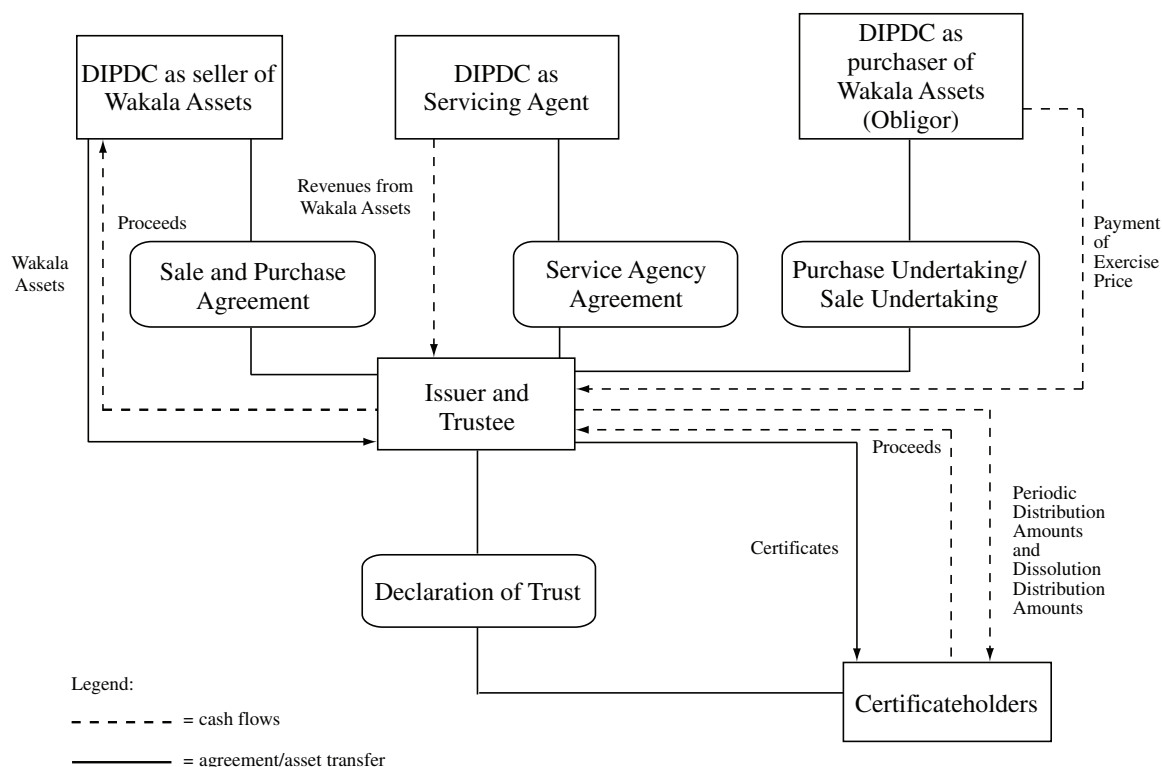 DIPDC as seller of
Wakala Assets
DIPDC as
Servicing Agent
DIPDC as
purchaser of
Wakala Assets
(Obligor)
Revenues from
Wakala Assets
Proceeds
Wakala
Assets
Payment
of
Exercise
Price
Sale and Purchase
Agreement
Service Agency
Agreement
Purchase Undertaking/
Sale Undertaking
Issuer and
Trustee
Proceeds
Periodic
Distribution
Amounts
and
Dissolution
Distribution
Amounts
Certificates
Declaration of Trust
Certificateholders
Legend:
= cash flows
= agreement/asset transfer